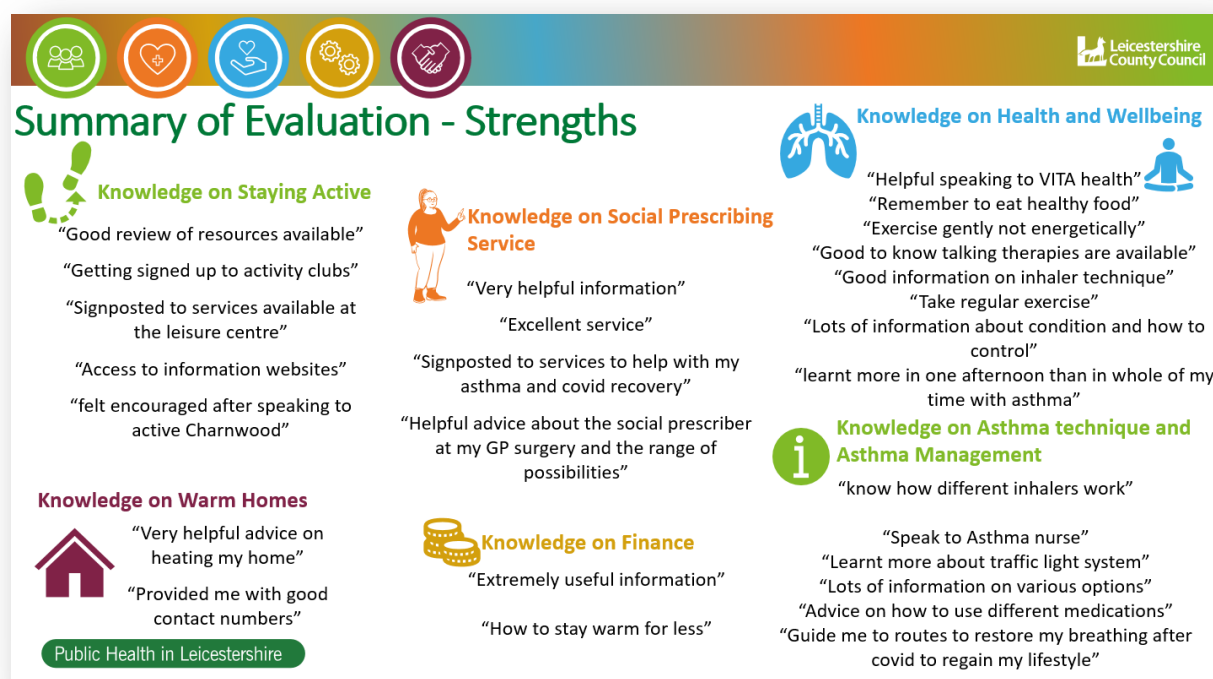 Leicestershire
County Council
Summary of Evaluation - Strengths
Knowledge on Staying Active
“Good review of resources available”
“Getting signed up to activity clubs”
“Signposted to services available at
the leisure centre”
“Access to information websites”
“felt encouraged after speaking to
active Charnwood”
Knowledge on Warm Homes
“Very helpful advice on
heating my home”
“Provided me with good
contact numbers”
Public Health in Leicestershire
Knowledge on Social Prescribing
Service
“Very helpful information”
“Excellent service”
“Signposted to services to help with my
asthma and covid recovery”
“Helpful advice about the social prescriber
at my GP surgery and the range of
possibilities”
Knowledge on Finance
“Extremely useful information”
“How to stay warm for less”
Knowledge on Health and Wellbeing
“Helpful speaking to VITA health”
“Remember to eat healthy food”
“Exercise gently not energetically”
“Good to know talking therapies are available”
“Good information on inhaler technique”
“Take regular exercise”
“Lots of information about condition and how to
control”
“learnt more in one afternoon than in whole of my
time with asthma”
Knowledge on Asthma technique and
Asthma Management
“know how different inhalers work”
“Speak to Asthma nurse”
“Learnt more about traffic light system”
“Lots of information on various options”
“Advice on how to use different medications”
“Guide me to routes to restore my breathing after
covid to regain my lifestyle”